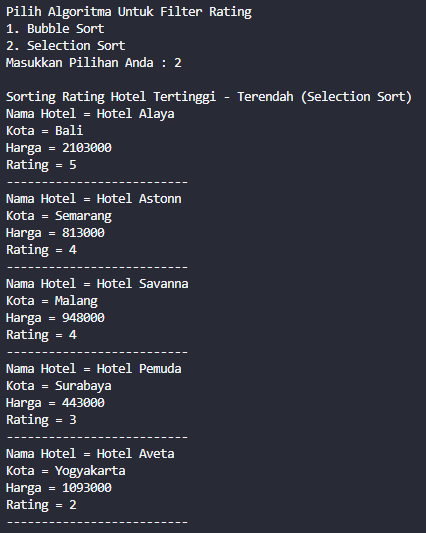 Pilih Algoritma Untuk Filter Rating
1. Bubble Sort
2. Selection Sort
Masukkan Pilihan Anda : 2

Sorting Rating Hotel Tertinggi - Terendah (Selection Sort)
Nama Hotel = Hotel Alaya
Kota = Bali
Harga = 2103000
Rating = 5
--------------------------
Nama Hotel = Hotel Astonn
Kota = Semarang
Harga = 813000
Rating = 4
--------------------------
Nama Hotel = Hotel Savanna
Kota = Malang
Harga = 948000
Rating = 4
--------------------------
Nama Hotel = Hotel Pemuda
Kota = Surabaya
Harga = 443000
Rating = 3
--------------------------
Nama Hotel = Hotel Aveta
Kota = Yogyakarta
Harga = 1093000
Rating = 2
--------------------------